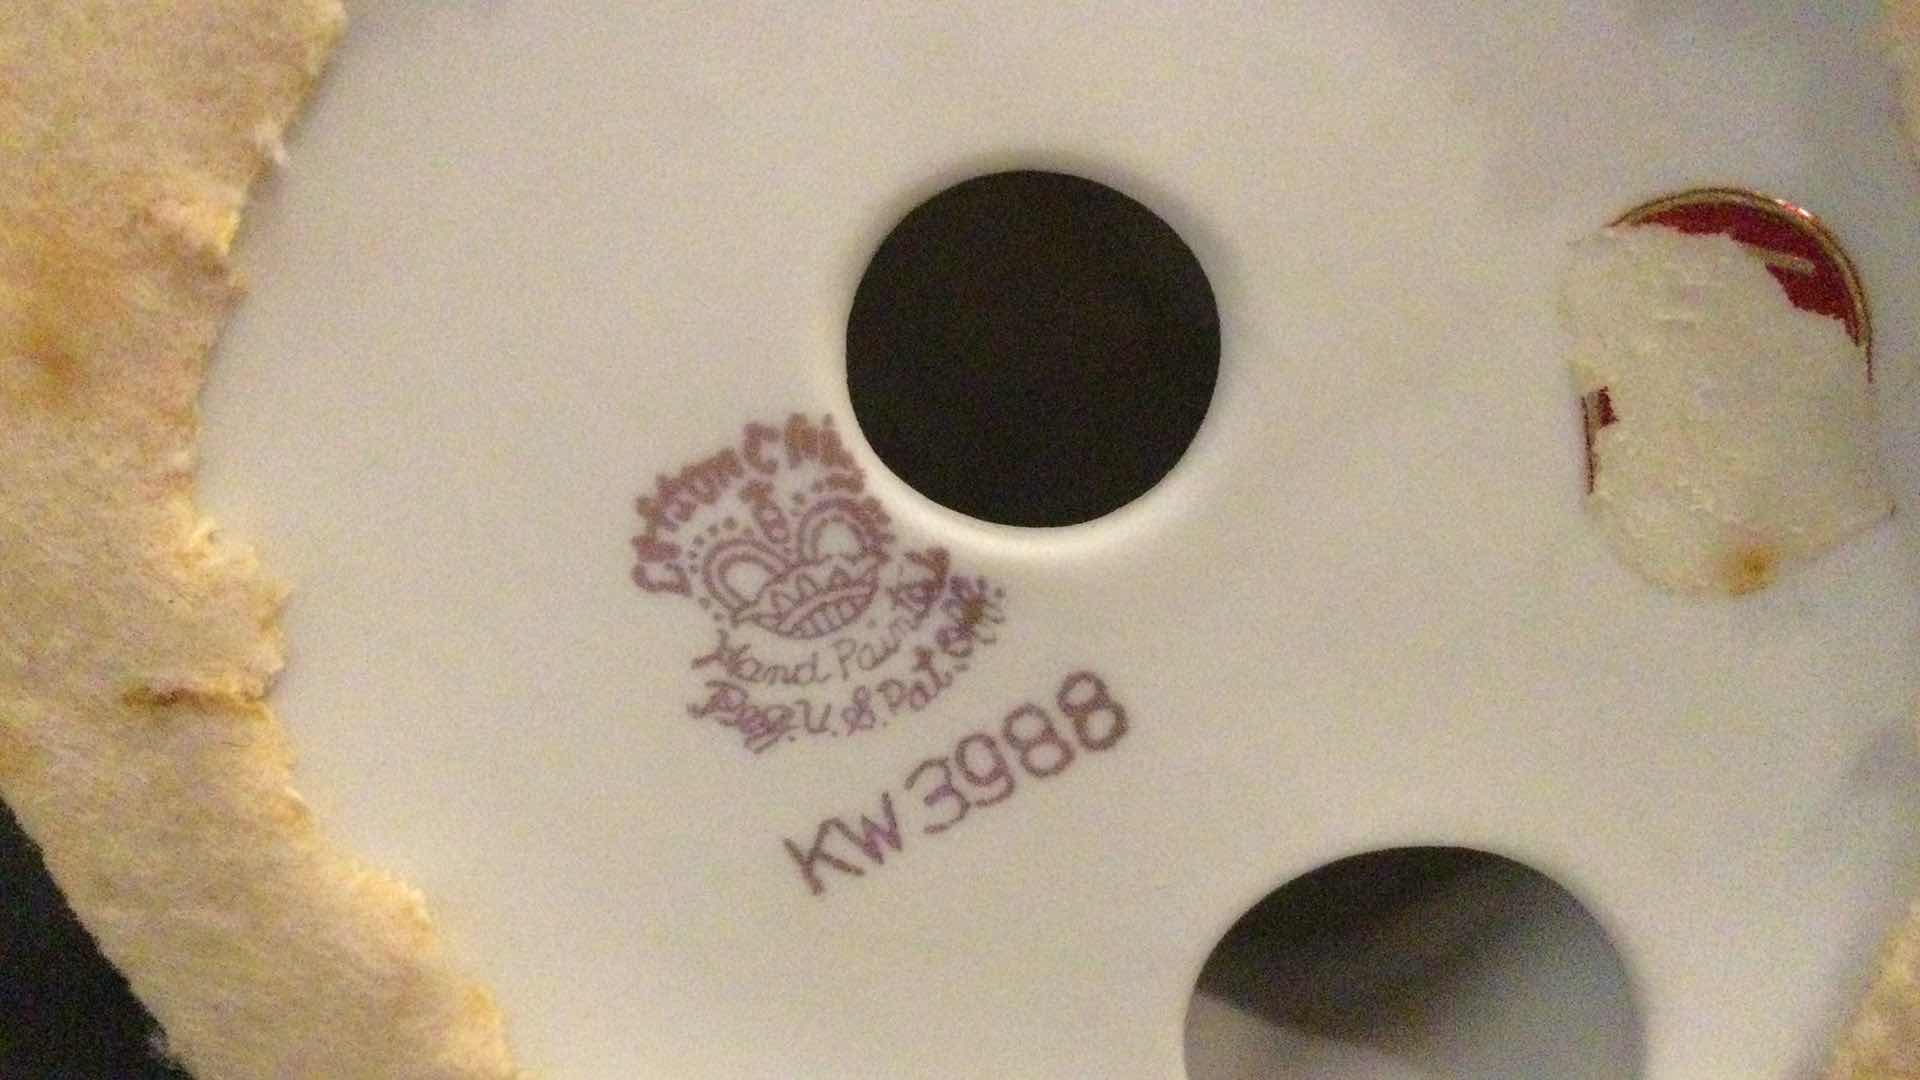 Hand Painted
Reg. U. S. Pat. Off.
KW3988